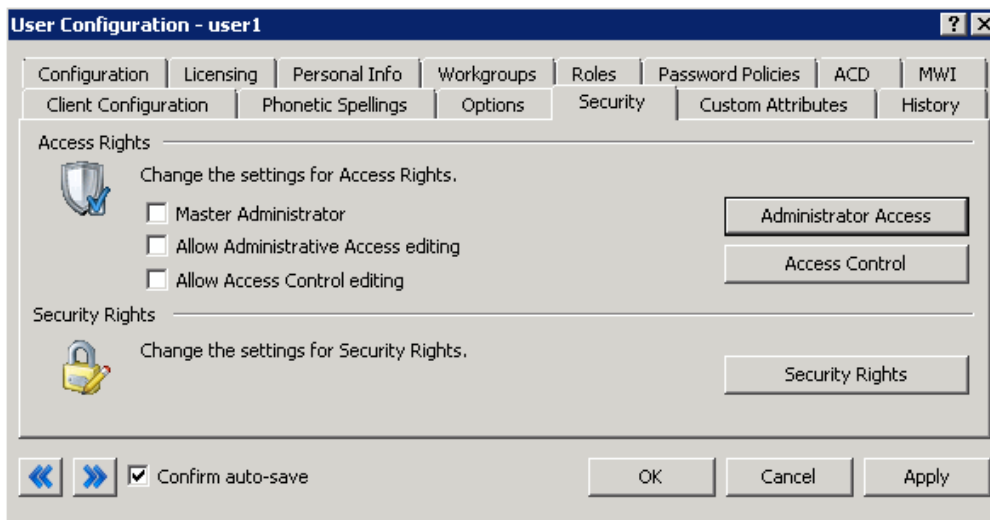 User Configuration - user1
Configuration Licensing Personal Info Workgroups Roles Password Policies ACD MWI
Client Configuration Phonetic Spellings Options Security Custom Attributes History
Access Rights
Change the settings for Access Rights.
Master Administrator
Administrator Access
Allow Administrative Access editing
Access Control
Allow Access Control editing
Security Rights
Change the settings for Security Rights.
Security Rights
Confirm auto-save OK Cancel Apply